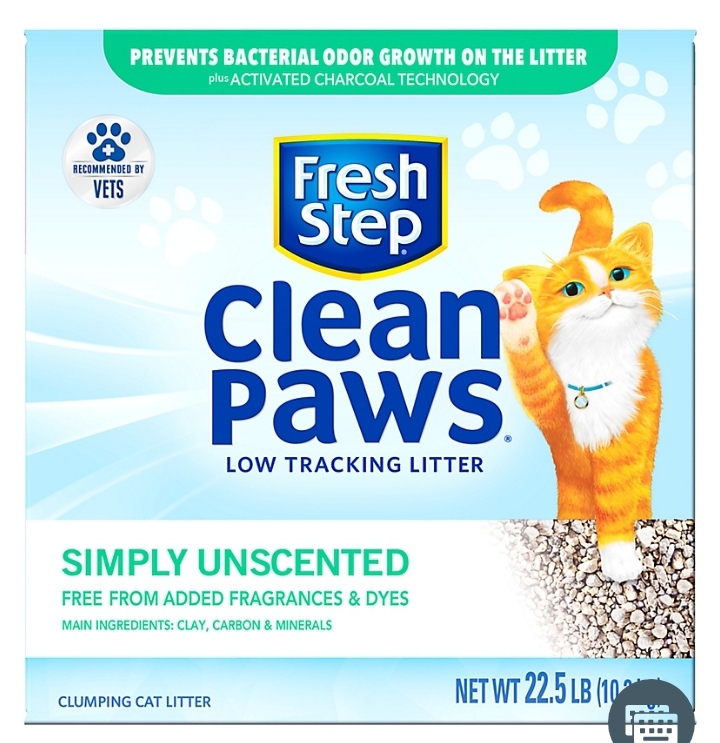 PREVENTS BACTERIAL ODOR GROWTH ON THE LITTER
plus ACTIVATED CHARCOAL TECHNOLOGY
RECOMMENDED BY
VETS
Fresh
Step®
Clean
Paws®
LOW TRACKING LITTER
SIMPLY UNSCENTED
FREE FROM ADDED FRAGRANCES & DYES
MAIN INGREDIENTS: CLAY, CARBON & MINERALS
NET WT 22.5 LB
CLUMPING CAT LITTER